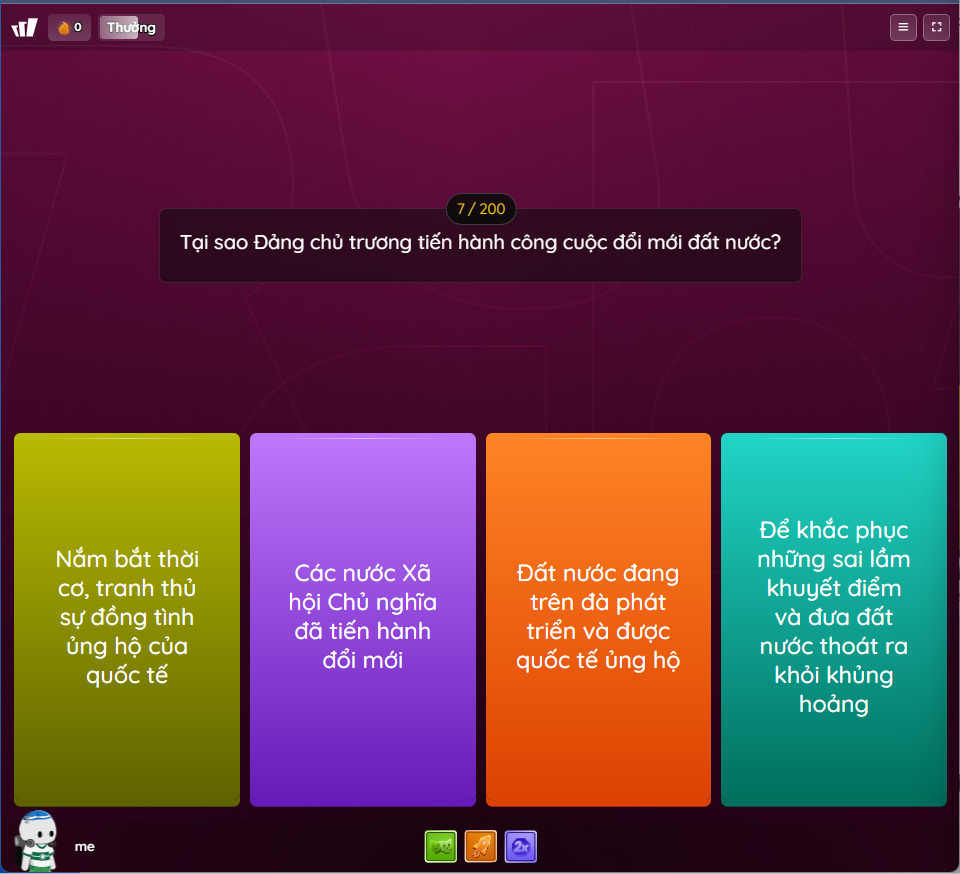 0 Thưởng
7 / 200
Tại sao Đảng chủ trương tiến hành công cuộc đổi mới đất nước?
Nắm bắt thời
cơ, tranh thủ
sự đồng tình
ủng hộ của
quốc tế
Các nước Xã
hội Chủ nghĩa
đã tiến hành
đổi mới
Đất nước đang
trên đà phát
triển và được
quốc tế ủng hộ
Để khắc phục
những sai lầm
khuyết điểm
và đưa đất
nước thoát ra
khỏi khủng
hoảng
me
2x